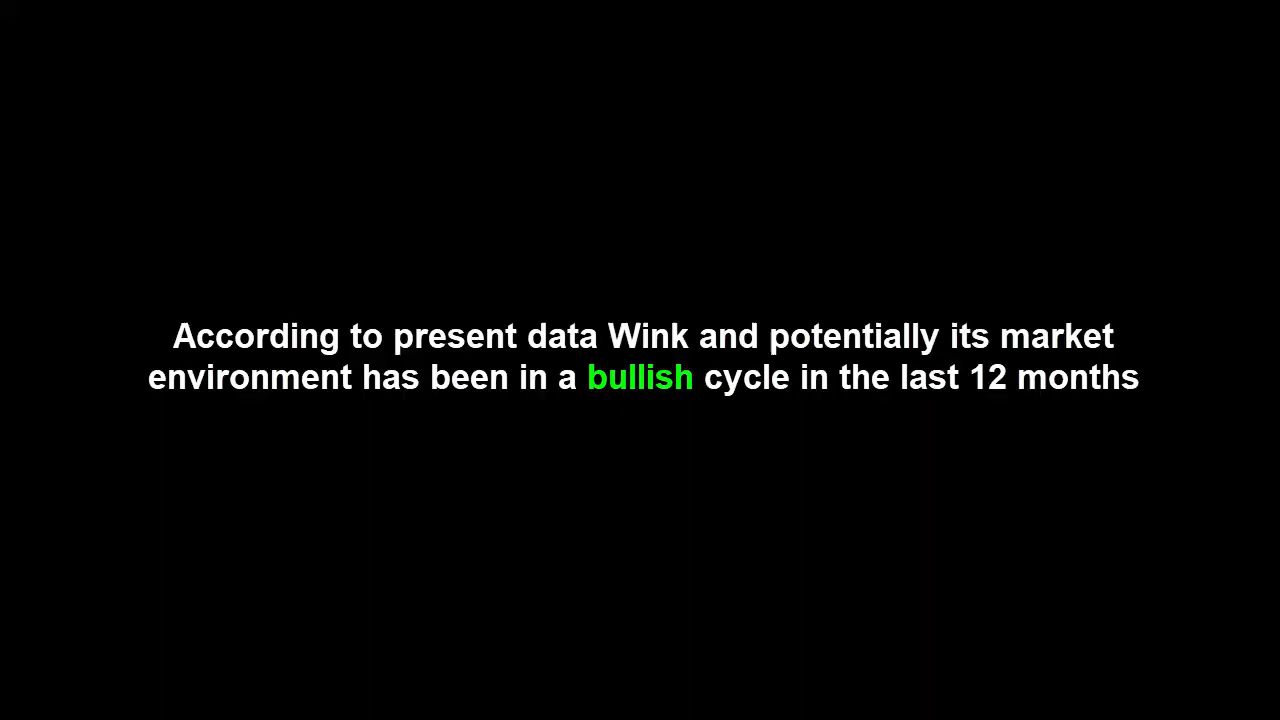 According to present data Wink and potentially its market
environment has been in a bullish cycle in the last 12 months